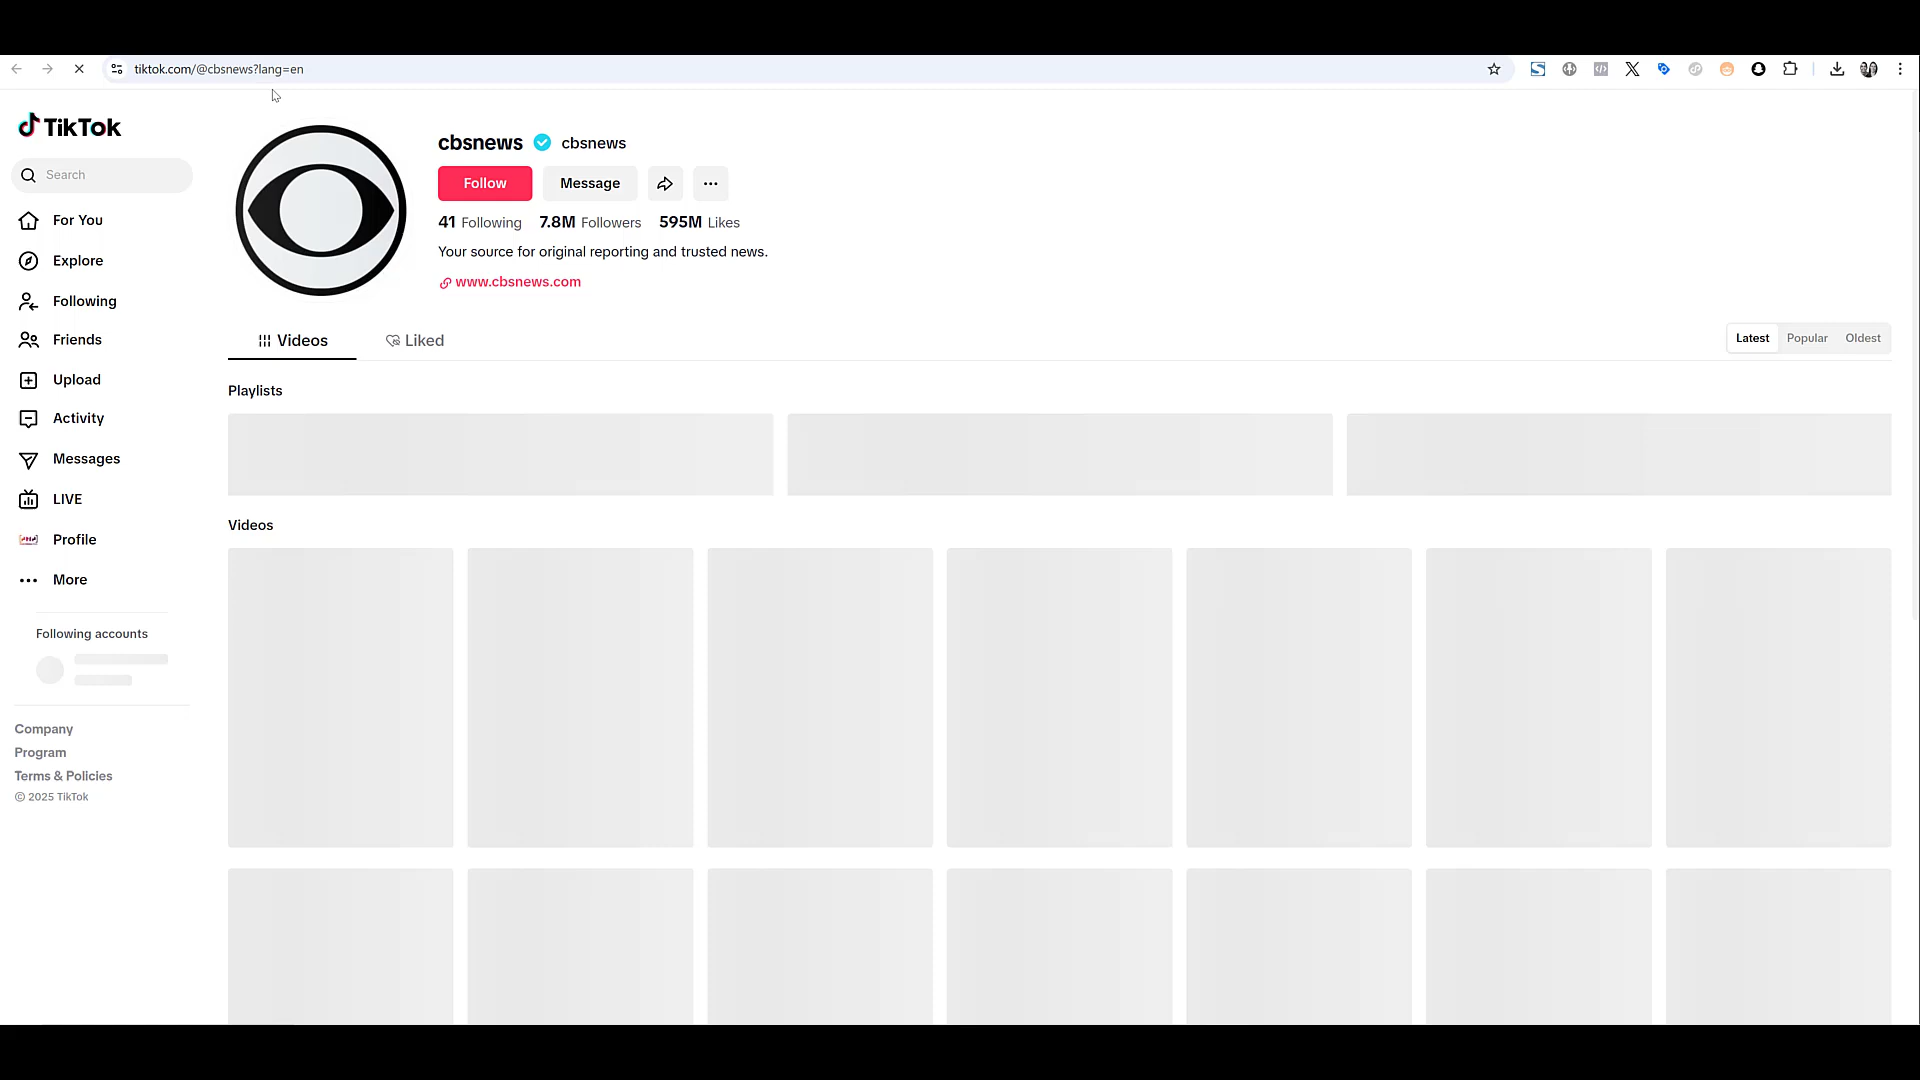 tiktok.com/@cbsnews?lang=en
TikTok
Search
For You
Explore
Following
Friends
Upload
Activity
Messages
LIVE
Profile
More
Following accounts
Company
Program
Terms & Policies
© 2025 TikTok
cbsnews cbsnews
Follow Message
41 Following 7.8M Followers 595M Likes
Your source for original reporting and trusted news.
www.cbsnews.com
Videos Liked
Latest Popular Oldest
Playlists
Videos